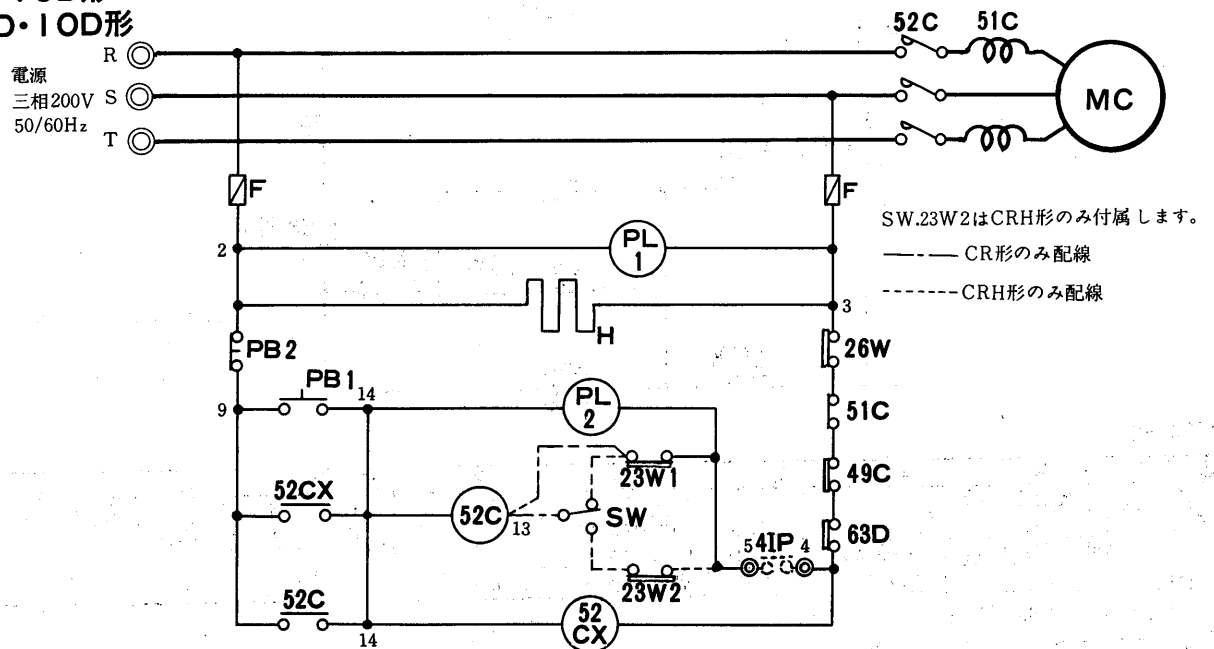 D・10D形
52C 51C
R
電源
三相200V S
50/60Hz
T
MC
F F
SW.23W2はCRH形のみ付属します。
CR形のみ配線
CRH形のみ配線
2 PL 1
3
H
PB2 26W
PB1 14
9 PL 2 51C
23W1
52CX 49C
52C 13 SW
5 4IP 4 63D
23W2
52C 52 CX
14